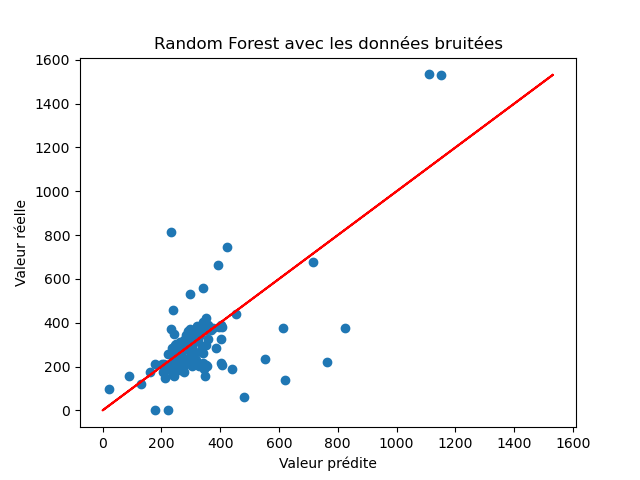 Random Forest avec les données bruitées
1600
1400
1200
1000
800
600
400
200
0
Valeur réelle
0 200 400 600 800 1000 1200 1400 1600
Valeur prédite